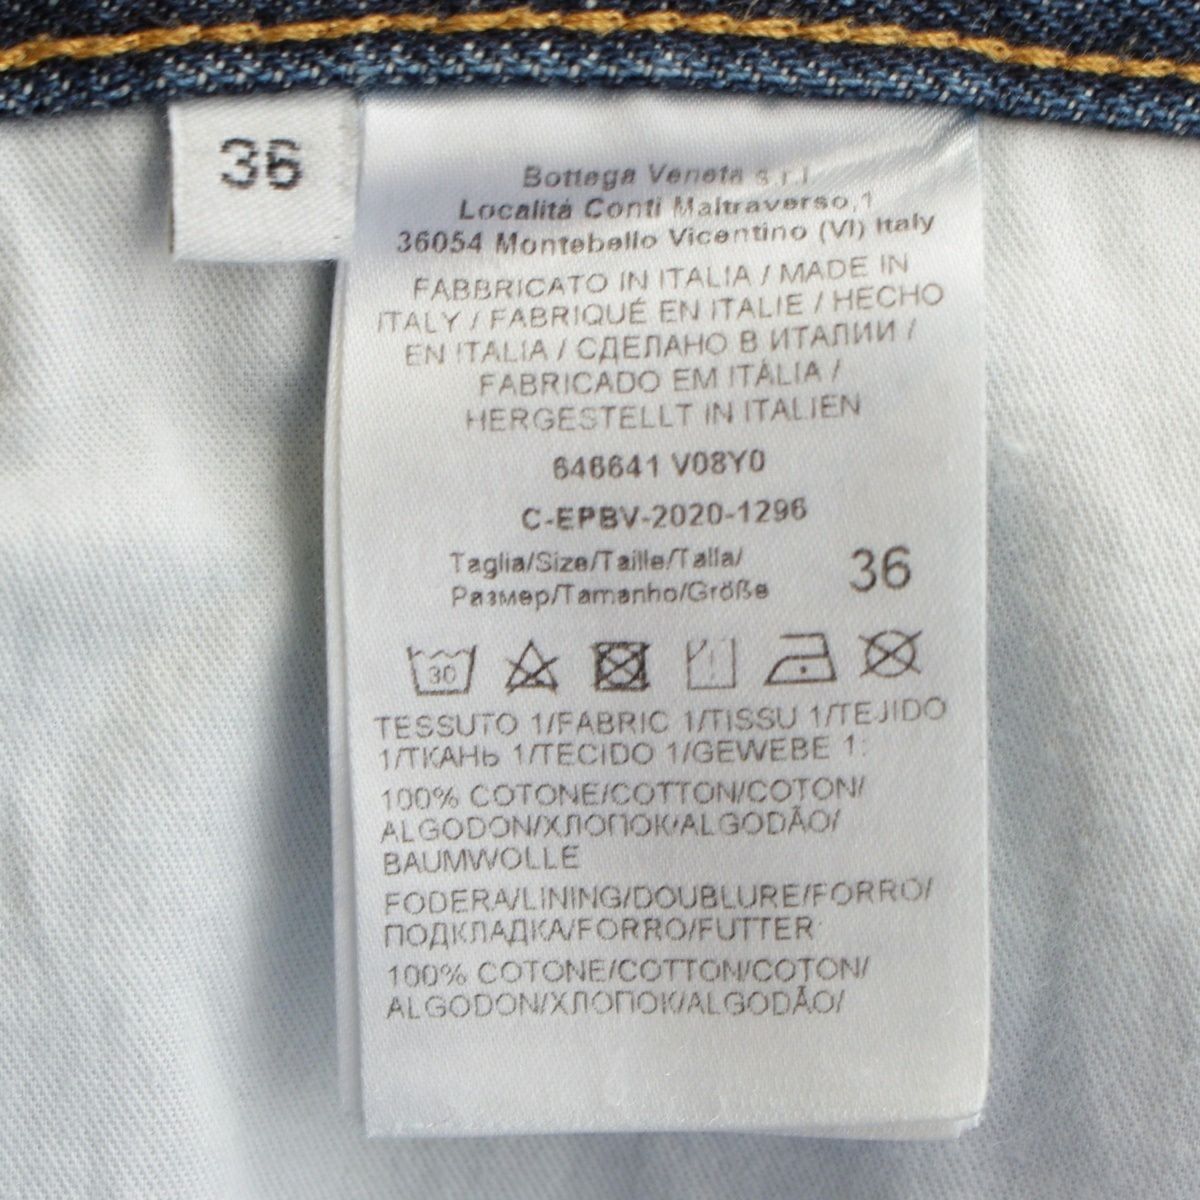 36
Bottega Veneta s.r.l
Località Conti Maltraverso,1
36054 Montebello Vicentino (VI) Italy
FABBRICATO IN ITALIA / MADE IN
ITALY / FABRIQUÉ EN ITALIE / HECHO
EN ITALIA / СДЕЛАНО В ИТАЛИИ /
FABRICADO EM ITÁLIA /
HERGESTELLT IN ITALIEN
646641 V08Y0
C-EPBV-2020-1296
Taglia/Size/Taille/Talla/
Размер/Tamanho/Größe 36
30
TESSUTO 1/FABRIC 1/TISSU 1/TEJIDO
1/ТКАНЬ 1/TECIDO 1/GEWEBE 1:
100% COTONE/COTTON/COTON/
ALGODON/ХЛОПОК/ALGODÃO/
BAUMWOLLE
FODERA/LINING/DOUBLURE/FORRO/
ПОДКЛАДКА/FORRO/FUTTER:
100% COTONE/COTTON/COTON/
ALGODON/ХЛОПОК/ALGODÃO/